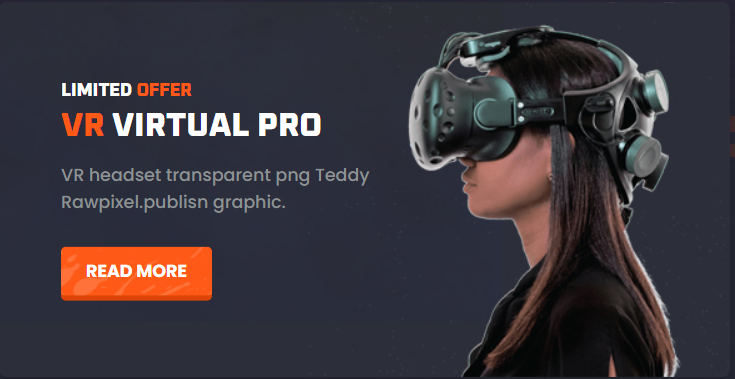 LIMITED OFFER
VR VIRTUAL PRO
VR headset transparent png Teddy
Rawpixel.publisn graphic.
READ MORE